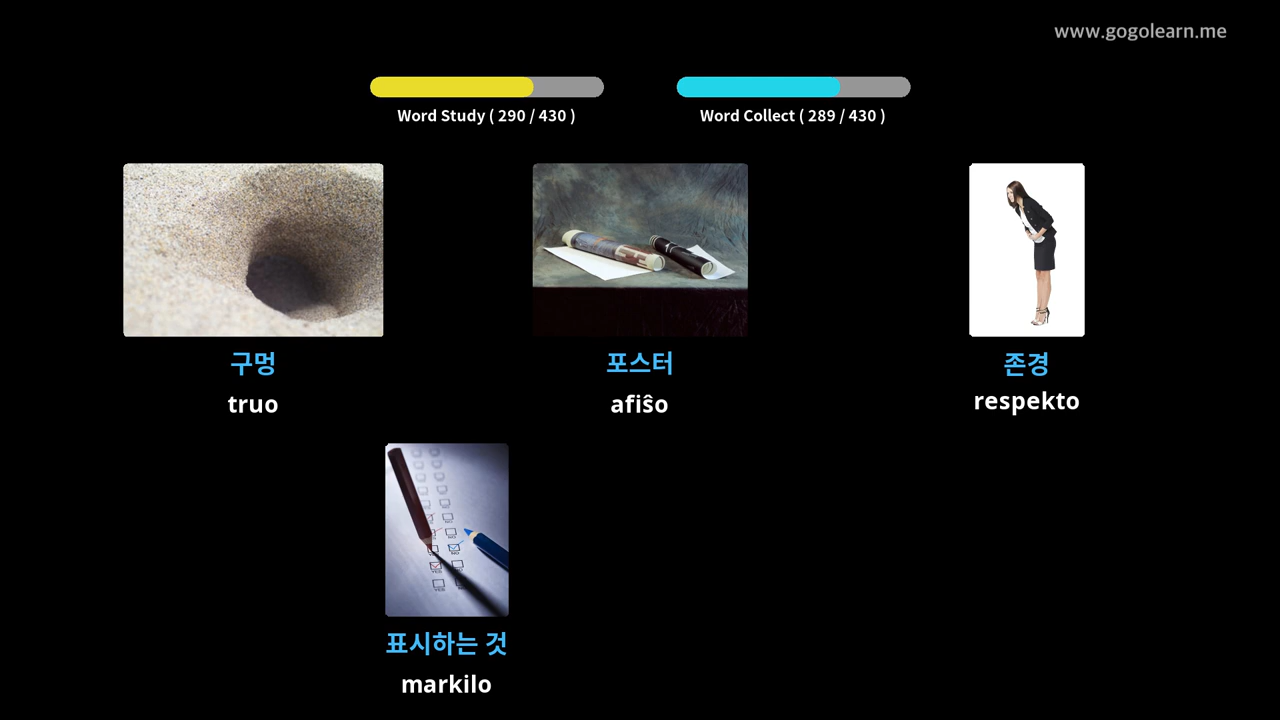 www.gogolearn.me
Word Study ( 290 / 430 )
Word Collect ( 289 / 430 )
구멍
truo
포스터
afiŝo
존경
respekto
표시하는 것
markilo